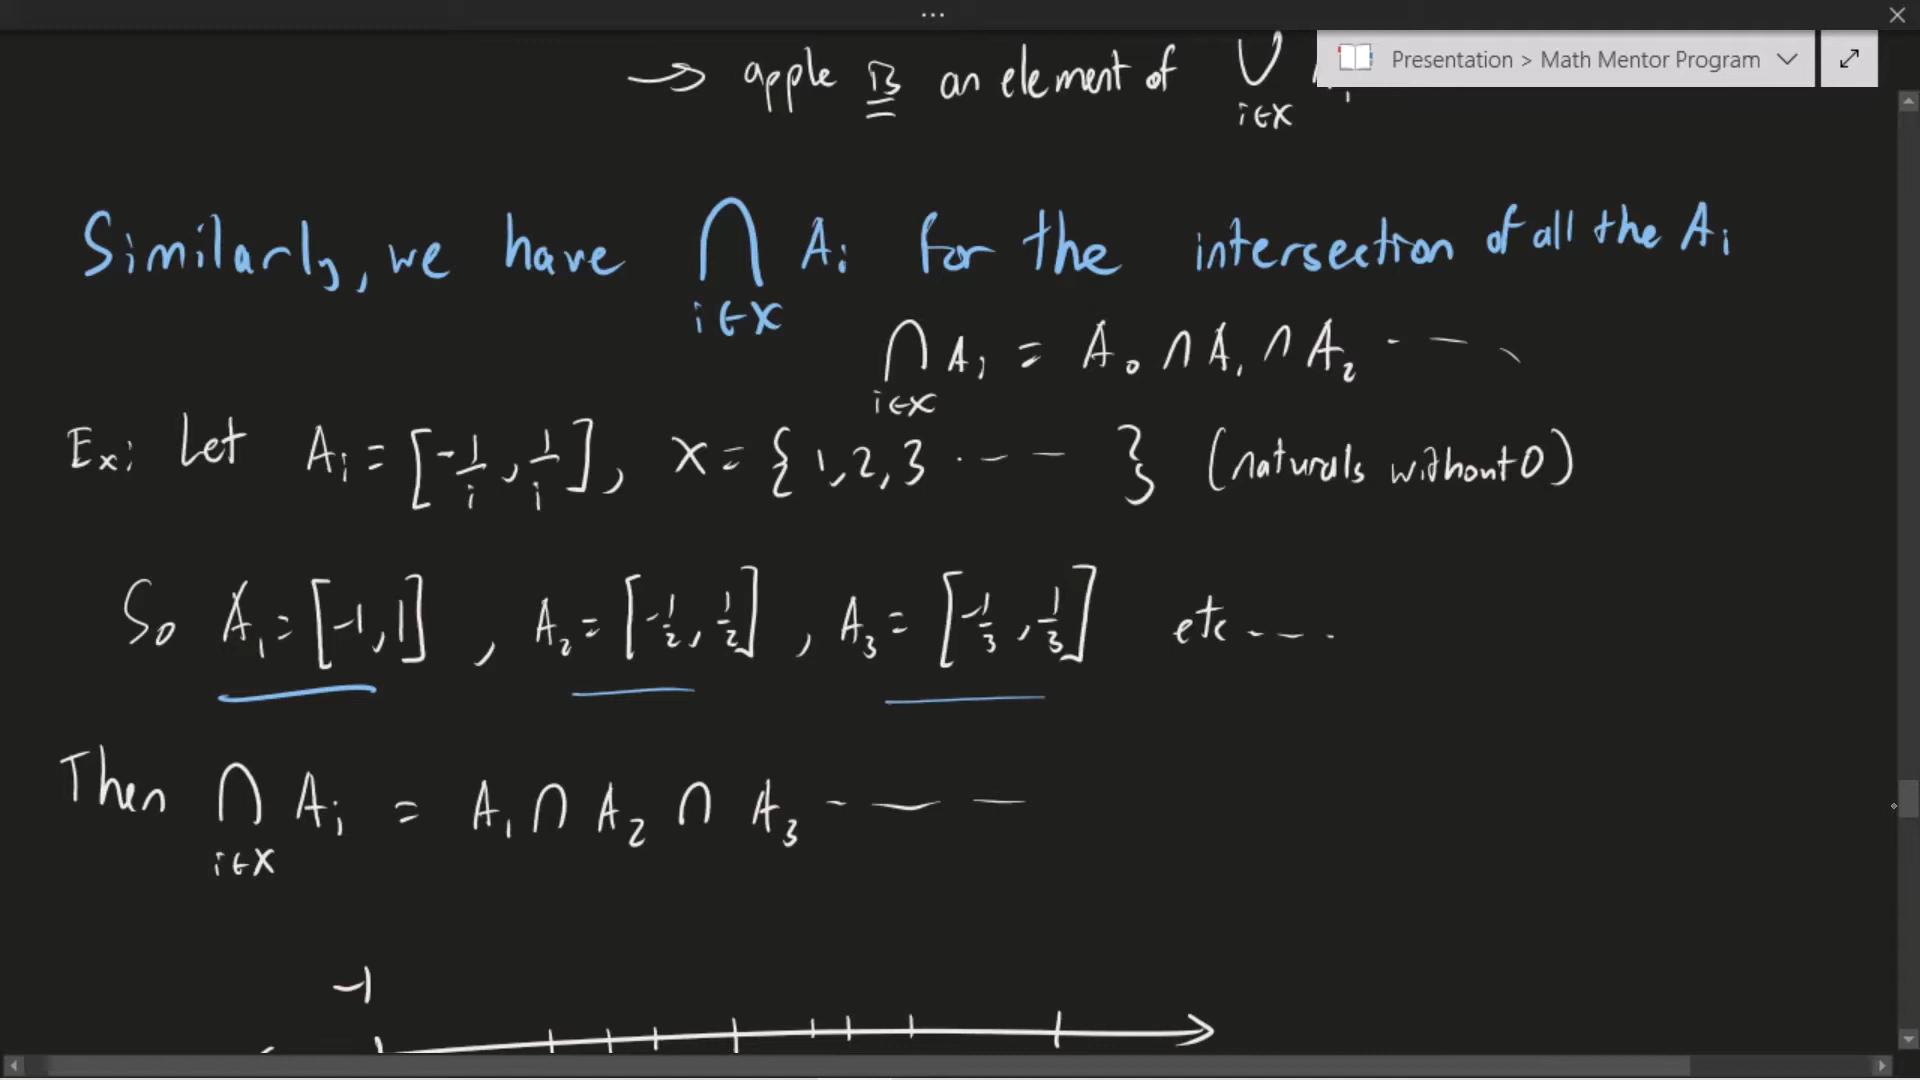 ...
Presentation > Math Mentor Program
→ apple is an element of ⋃ i∈X
Similarly, we have ⋂ i∈X Aᵢ for the intersection of all the Aᵢ
⋂ i∈X Aᵢ = A₀ ∩ A₁ ∩ A₂ ----
Ex: Let Aᵢ = [-1/i, 1/i], X = {1, 2, 3 ---- } (naturals without 0)
So A₁ = [-1, 1], A₂ = [-1/2, 1/2], A₃ = [-1/3, 1/3] etc ----
Then ⋂ i∈X Aᵢ = A₁ ∩ A₂ ∩ A₃ - — —
-1